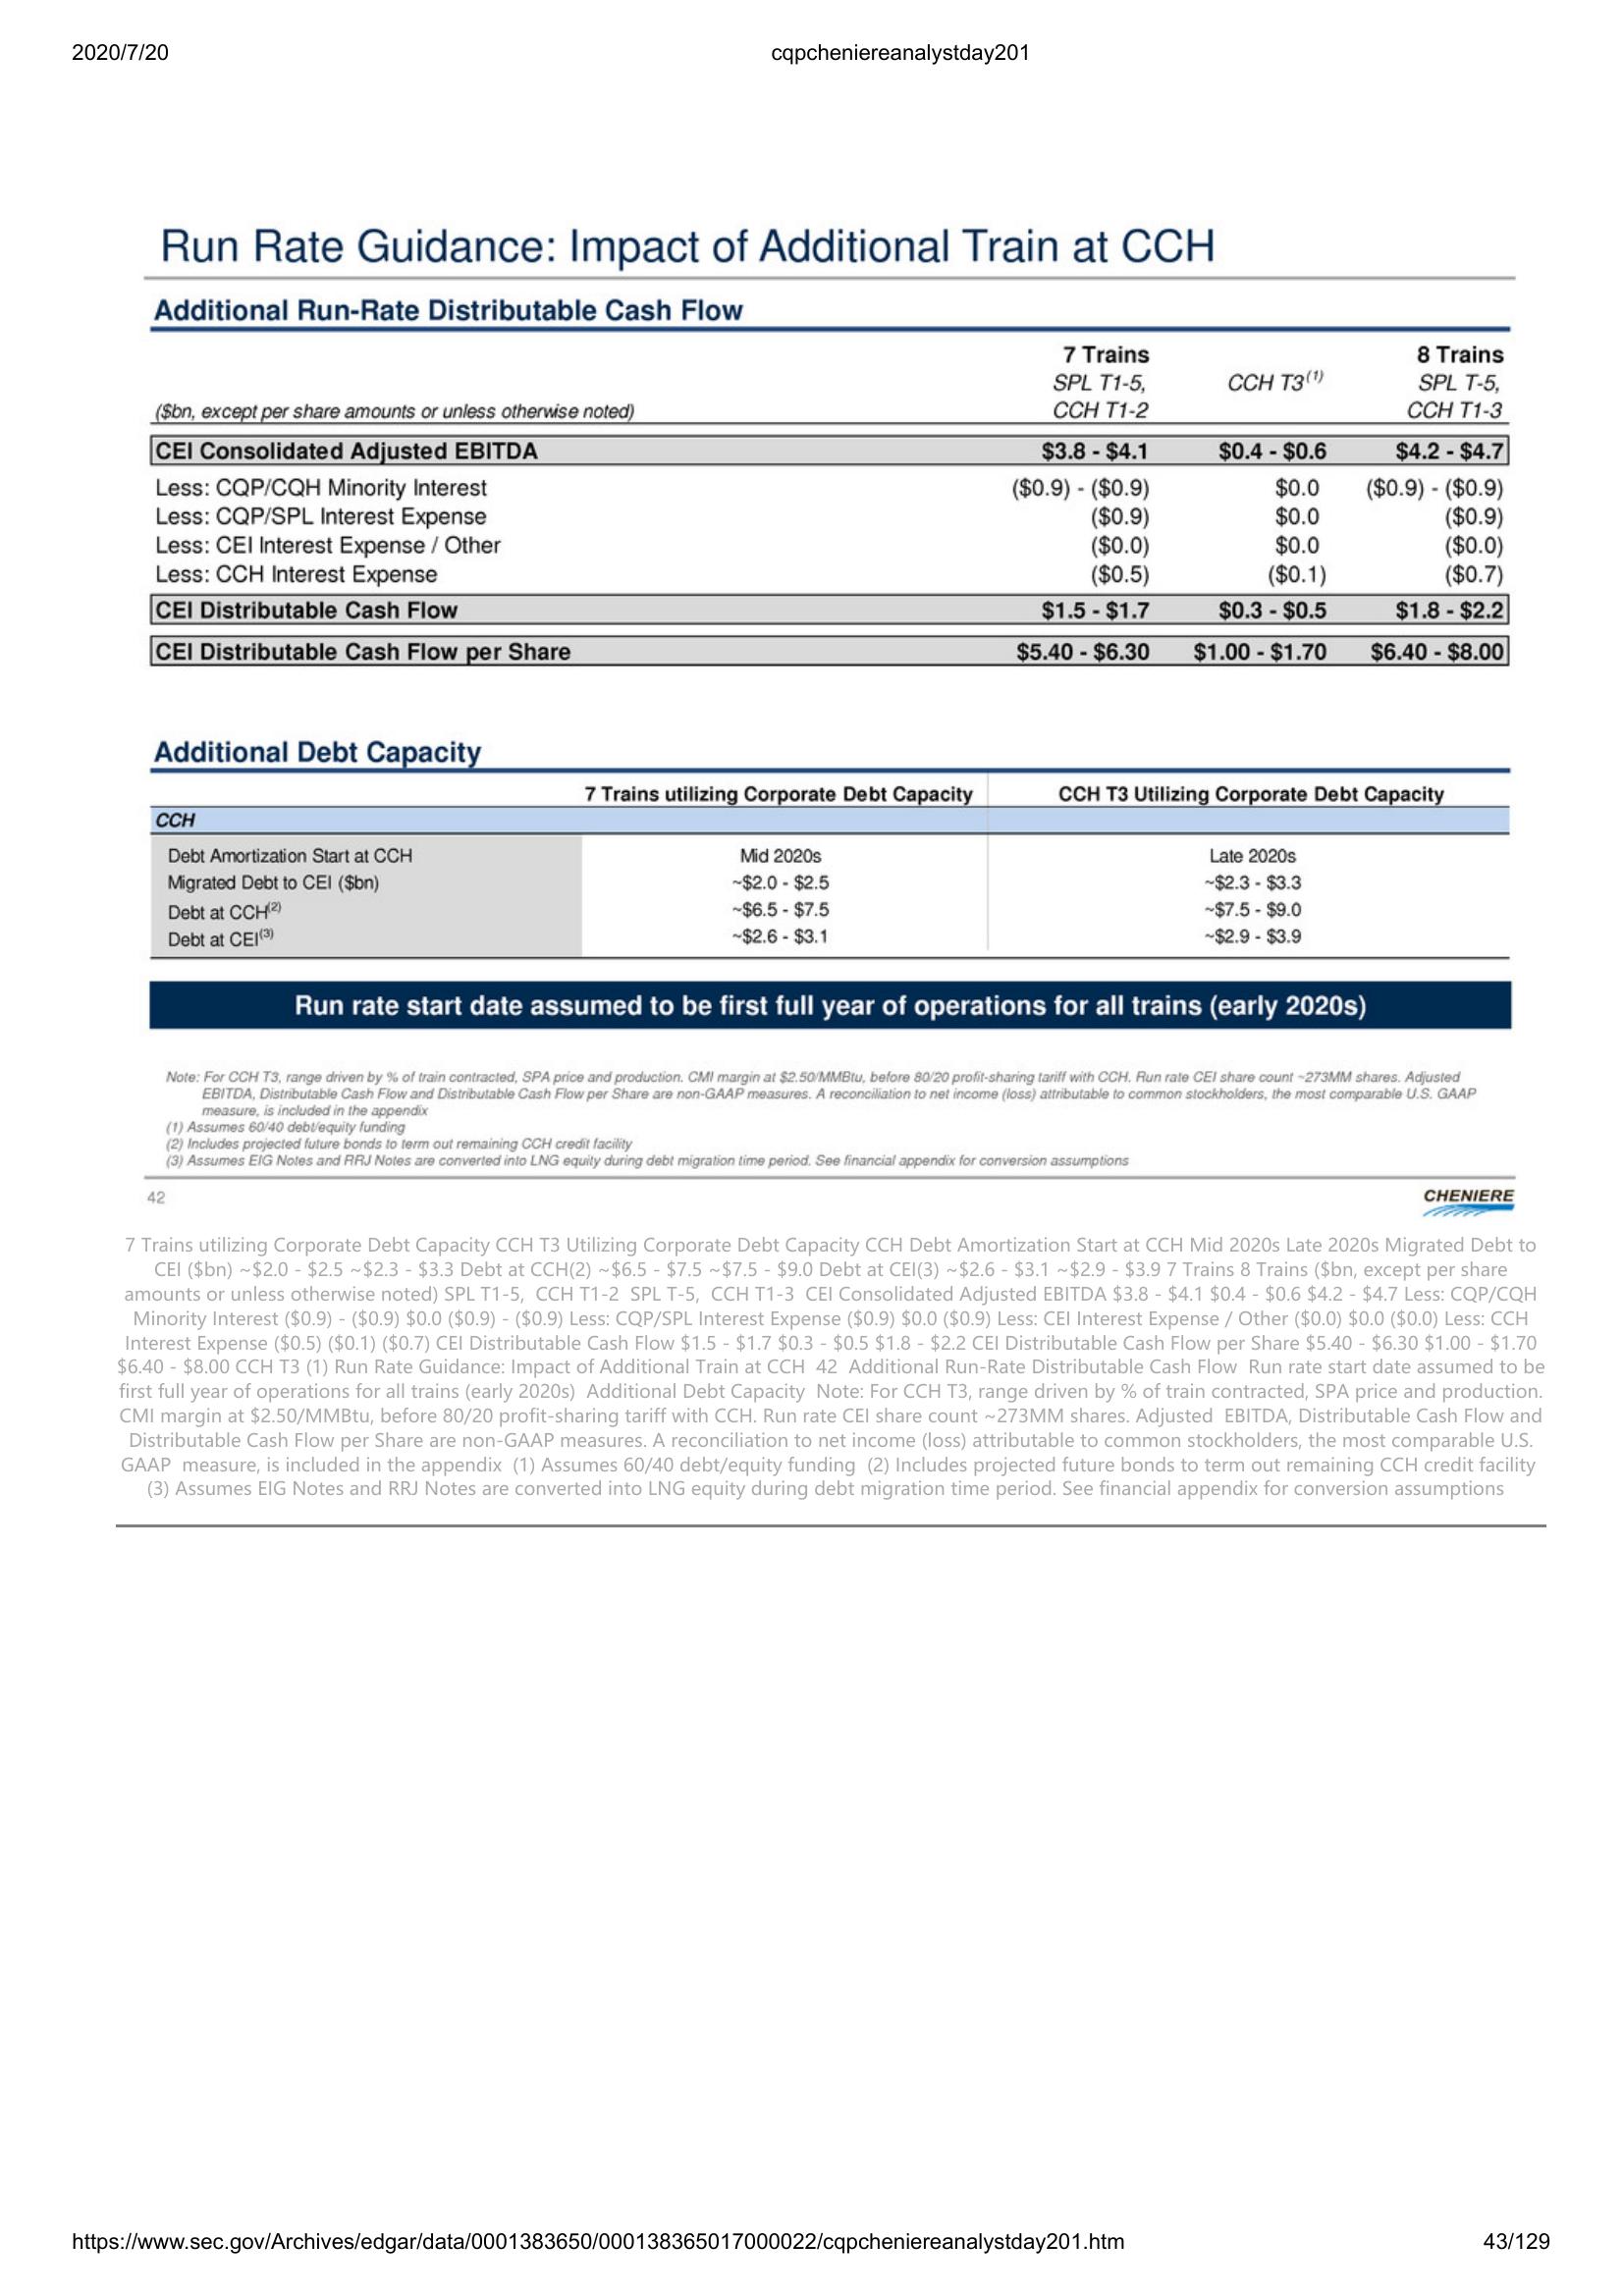 2020/7/20 cqpcheniereanalystday201
Run Rate Guidance: Impact of Additional Train at CCH
Additional Run-Rate Distributable Cash Flow
7 Trains 8 Trains
SPL T1-5, CCH T3(1) SPL T-5,
($bn, except per share amounts or unless otherwise noted) CCH T1-2 CCH T1-3
CEI Consolidated Adjusted EBITDA $3.8 - $4.1 $0.4 - $0.6 $4.2 - $4.7
Less: CQP/CQH Minority Interest ($0.9) - ($0.9) $0.0 ($0.9) - ($0.9)
Less: CQP/SPL Interest Expense ($0.9) $0.0 ($0.9)
Less: CEI Interest Expense / Other ($0.0) $0.0 ($0.0)
Less: CCH Interest Expense ($0.5) ($0.1) ($0.7)
CEI Distributable Cash Flow $1.5 - $1.7 $0.3 - $0.5 $1.8 - $2.2
CEI Distributable Cash Flow per Share $5.40 - $6.30 $1.00 - $1.70 $6.40 - $8.00
Additional Debt Capacity
7 Trains utilizing Corporate Debt Capacity CCH T3 Utilizing Corporate Debt Capacity
CCH
Debt Amortization Start at CCH Mid 2020s Late 2020s
Migrated Debt to CEI ($bn) ~$2.0 - $2.5 ~$2.3 - $3.3
Debt at CCH(2) ~$6.5 - $7.5 ~$7.5 - $9.0
Debt at CEI(3) ~$2.6 - $3.1 ~$2.9 - $3.9
Run rate start date assumed to be first full year of operations for all trains (early 2020s)
Note: For CCH T3, range driven by % of train contracted, SPA price and production. CMI margin at $2.50/MMBtu, before 80/20 profit-sharing tariff with CCH. Run rate CEI share count ~273MM shares. Adjusted
EBITDA, Distributable Cash Flow and Distributable Cash Flow per Share are non-GAAP measures. A reconciliation to net income (loss) attributable to common stockholders, the most comparable U.S. GAAP
measure, is included in the appendix
(1) Assumes 60/40 debt/equity funding
(2) Includes projected future bonds to term out remaining CCH credit facility
(3) Assumes EIG Notes and RRJ Notes are converted into LNG equity during debt migration time period. See financial appendix for conversion assumptions
42 CHENIERE
7 Trains utilizing Corporate Debt Capacity CCH T3 Utilizing Corporate Debt Capacity CCH Debt Amortization Start at CCH Mid 2020s Late 2020s Migrated Debt to
CEI ($bn) ~$2.0 - $2.5 ~$2.3 - $3.3 Debt at CCH(2) ~$6.5 - $7.5 ~$7.5 - $9.0 Debt at CEI(3) ~$2.6 - $3.1 ~$2.9 - $3.9 7 Trains 8 Trains ($bn, except per share
amounts or unless otherwise noted) SPL T1-5, CCH T1-2 SPL T-5, CCH T1-3 CEI Consolidated Adjusted EBITDA $3.8 - $4.1 $0.4 - $0.6 $4.2 - $4.7 Less: CQP/CQH
Minority Interest ($0.9) - ($0.9) $0.0 ($0.9) - ($0.9) Less: CQP/SPL Interest Expense ($0.9) $0.0 ($0.9) Less: CEI Interest Expense / Other ($0.0) $0.0 ($0.0) Less: CCH
Interest Expense ($0.5) ($0.1) ($0.7) CEI Distributable Cash Flow $1.5 - $1.7 $0.3 - $0.5 $1.8 - $2.2 CEI Distributable Cash Flow per Share $5.40 - $6.30 $1.00 - $1.70
$6.40 - $8.00 CCH T3 (1) Run Rate Guidance: Impact of Additional Train at CCH 42 Additional Run-Rate Distributable Cash Flow Run rate start date assumed to be
first full year of operations for all trains (early 2020s) Additional Debt Capacity Note: For CCH T3, range driven by % of train contracted, SPA price and production.
CMI margin at $2.50/MMBtu, before 80/20 profit-sharing tariff with CCH. Run rate CEI share count ~273MM shares. Adjusted EBITDA, Distributable Cash Flow and
Distributable Cash Flow per Share are non-GAAP measures. A reconciliation to net income (loss) attributable to common stockholders, the most comparable U.S.
GAAP measure, is included in the appendix (1) Assumes 60/40 debt/equity funding (2) Includes projected future bonds to term out remaining CCH credit facility
(3) Assumes EIG Notes and RRJ Notes are converted into LNG equity during debt migration time period. See financial appendix for conversion assumptions
https://www.sec.gov/Archives/edgar/data/0001383650/000138365017000022/cqpcheniereanalystday201.htm 43/129